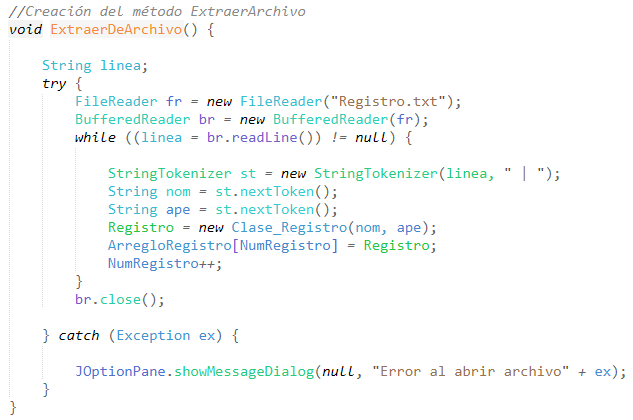 //Creación del método ExtraerArchivo
void ExtraerDeArchivo() {
String linea;
try {
FileReader fr = new FileReader("Registro.txt");
BufferedReader br = new BufferedReader(fr);
while ((linea = br.readLine()) != null) {
StringTokenizer st = new StringTokenizer(linea, " | ");
String nom = st.nextToken();
String ape = st.nextToken();
Registro = new Clase_Registro(nom, ape);
ArregloRegistro[NumRegistro] = Registro;
NumRegistro++;
}
br.close();
} catch (Exception ex) {
JOptionPane.showMessageDialog(null, "Error al abrir archivo" + ex);
}
}